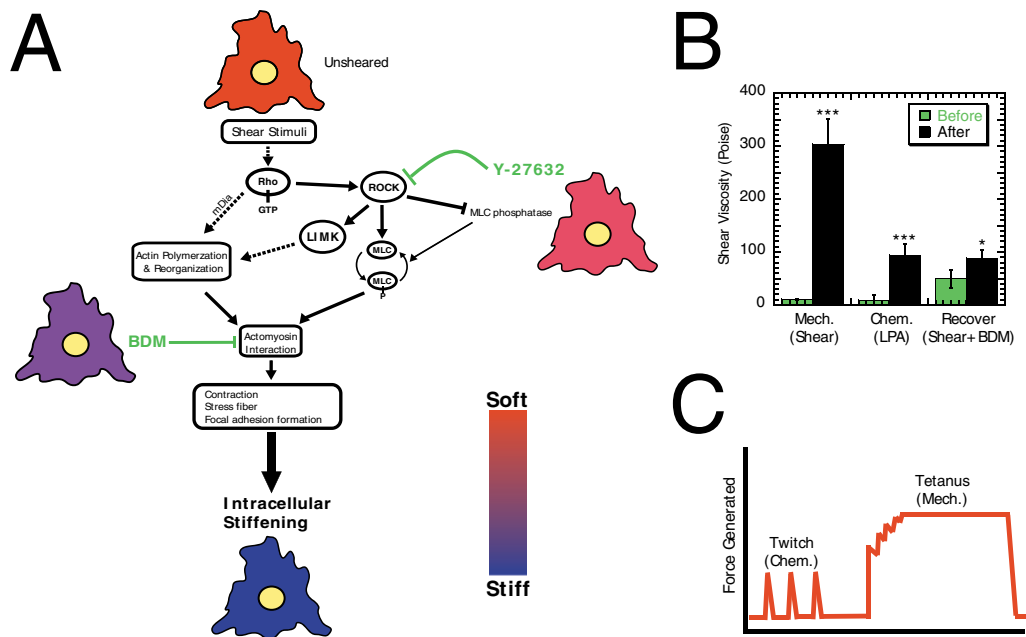 A
Unsheared
Shear Stimuli
Rho
GTP
ROCK
Y-27632
mDia
LIMK
MLC phosphatase
MLC
MLC
P
Actin Polymerzation
& Reorganization
BDM
Actomyosin
Interaction
Contraction
Stress fiber
Focal adhesion formation
Intracellular
Stiffening
Soft
Stiff
B
Shear Viscosity (Poise)
400
300
200
100
0
Before
After
***
***
*
Mech.
(Shear)
Chem.
(LPA)
Recover
(Shear+BDM)
C
Force Generated
Twitch
(Chem.)
Tetanus
(Mech.)